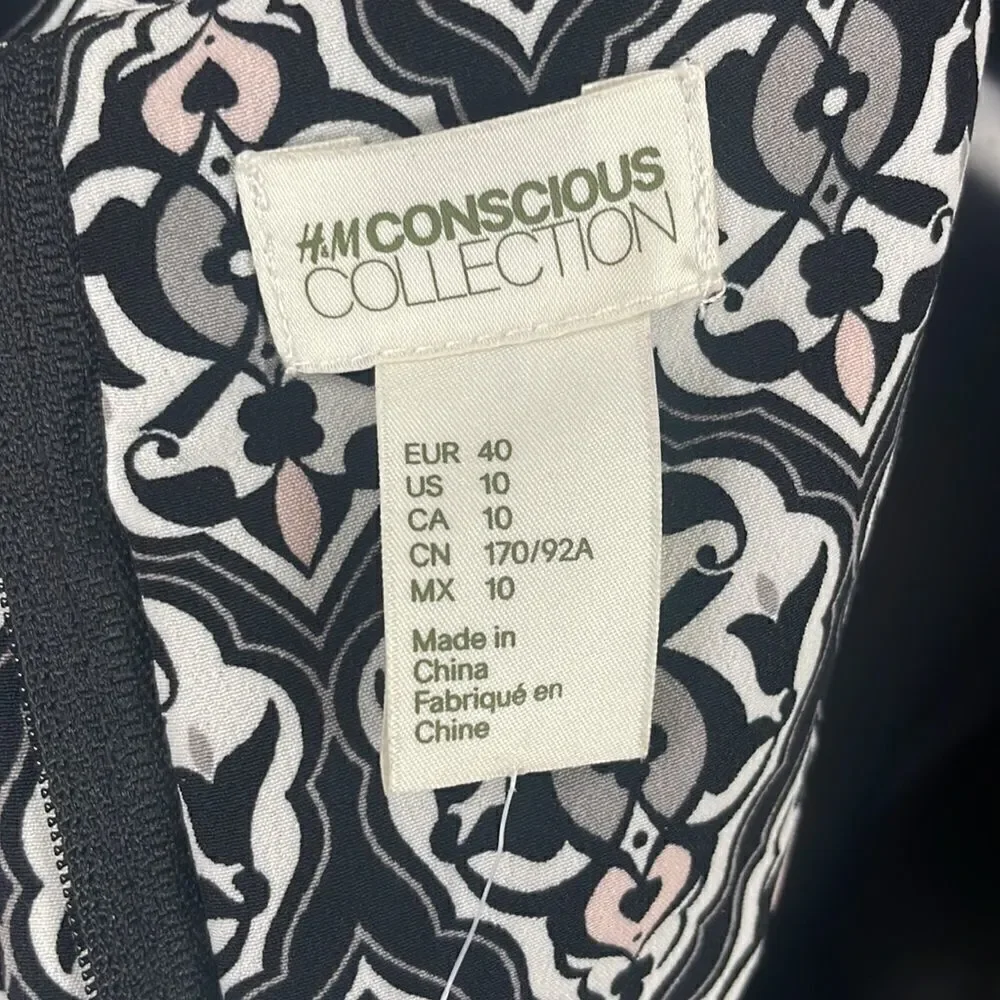 H&M CONSCIOUS
COLLECTION
EUR 40
US 10
CA 10
CN 170/92A
MX 10
Made in
China
Fabriqué en
Chine